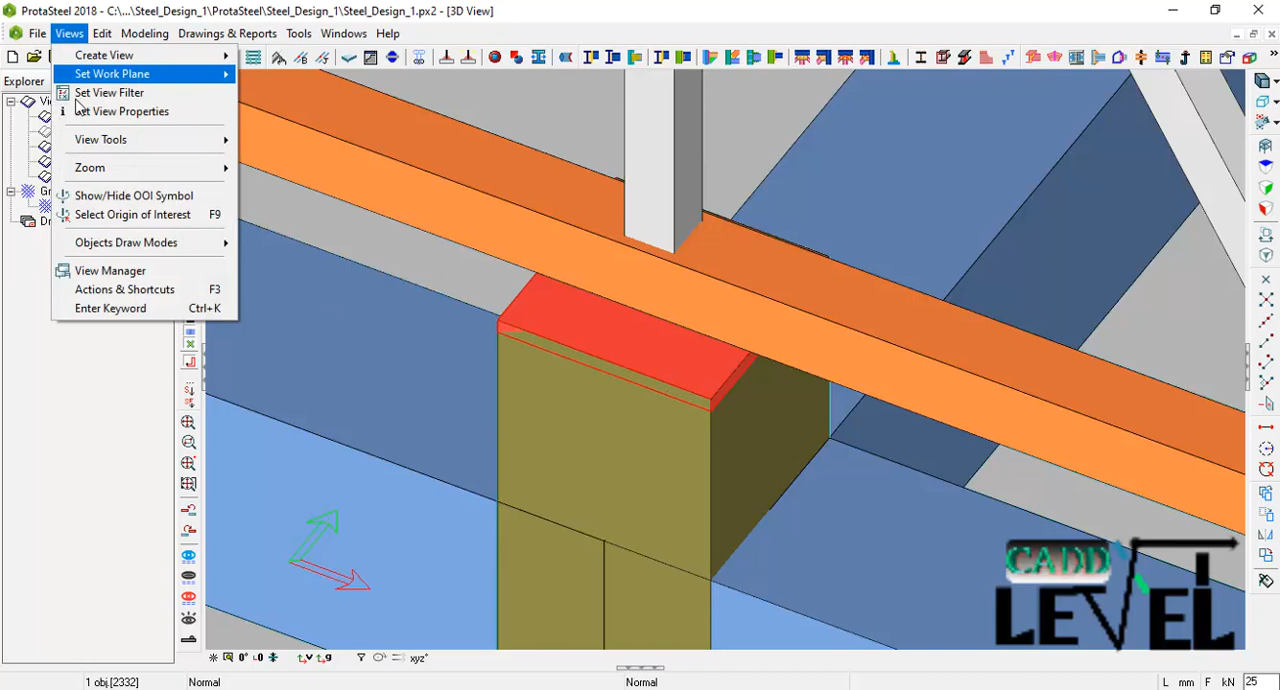 ProtaSteel 2018 - C:\...\Steel_Design_1\ProtaSteel\Steel_Design_1\Steel_Design_1.px2 - [3D View]
File Views Edit Modeling Drawings & Reports Tools Windows Help
Explorer
Create View
Set Work Plane
Set View Filter
et View Properties
View Tools
Zoom
Show/Hide OOI Symbol
Select Origin of Interest F9
Objects Draw Modes
View Manager
Actions & Shortcuts F3
Enter Keyword Ctrl+K
CADD
LEVEL
xyz°
1 obj.[2332] Normal Normal L mm F kN 25